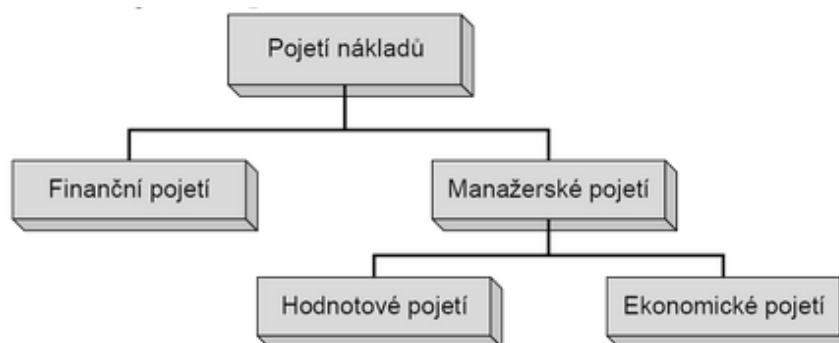 Pojetí nákladů
Finanční pojetí
Manažerské pojetí
Hodnotové pojetí
Ekonomické pojetí